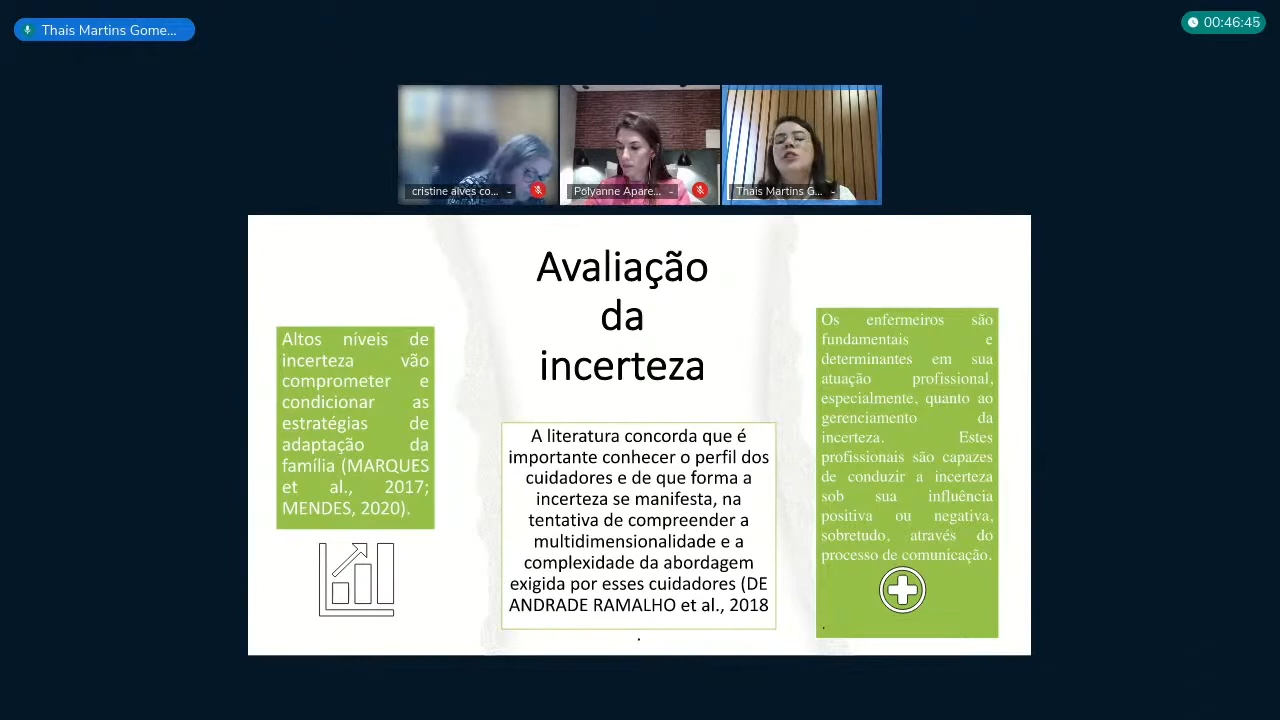 Thais Martins Gome...
00:46:45
cristine alves co...
Polyanne Apare...
Thais Martins G...
Avaliação
da
incerteza
Altos níveis de
incerteza vão
comprometer e
condicionar as
estratégias de
adaptação da
família (MARQUES
et al., 2017;
MENDES, 2020).
A literatura concorda que é
importante conhecer o perfil dos
cuidadores e de que forma a
incerteza se manifesta, na
tentativa de compreender a
multidimensionalidade e a
complexidade da abordagem
exigida por esses cuidadores (DE
ANDRADE RAMALHO et al., 2018
.
Os enfermeiros são
fundamentais e
determinantes em sua
atuação profissional,
especialmente, quanto ao
gerenciamento da
incerteza. Estes
profissionais são capazes
de conduzir a incerteza
sob sua influência
positiva ou negativa,
sobretudo, através do
processo de comunicação.
.